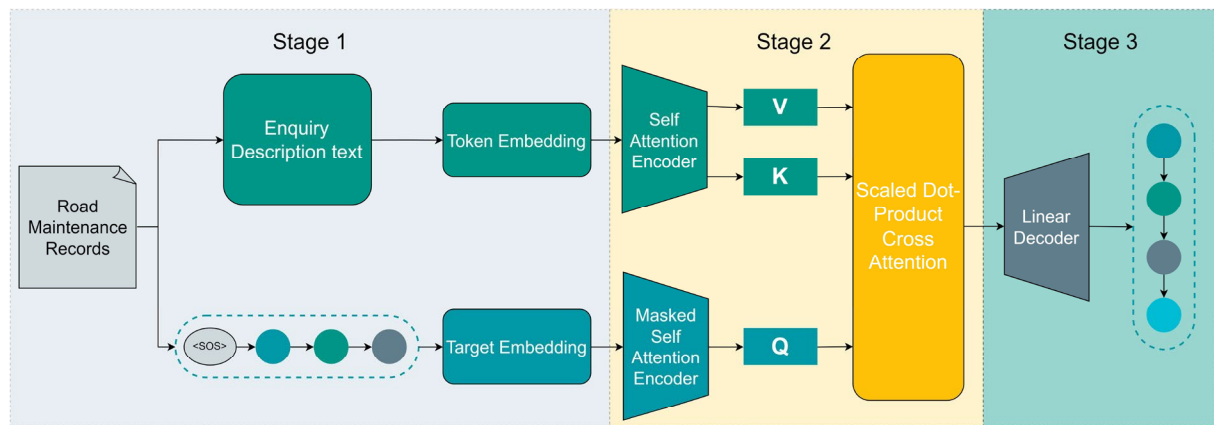 Stage 1
Stage 2
Stage 3
Road
Maintenance
Records
Enquiry
Description text
Token Embedding
<SOS>
Target Embedding
Self
Attention
Encoder
V
K
Masked
Self
Attention
Encoder
Q
Scaled Dot-
Product
Cross
Attention
Linear
Decoder